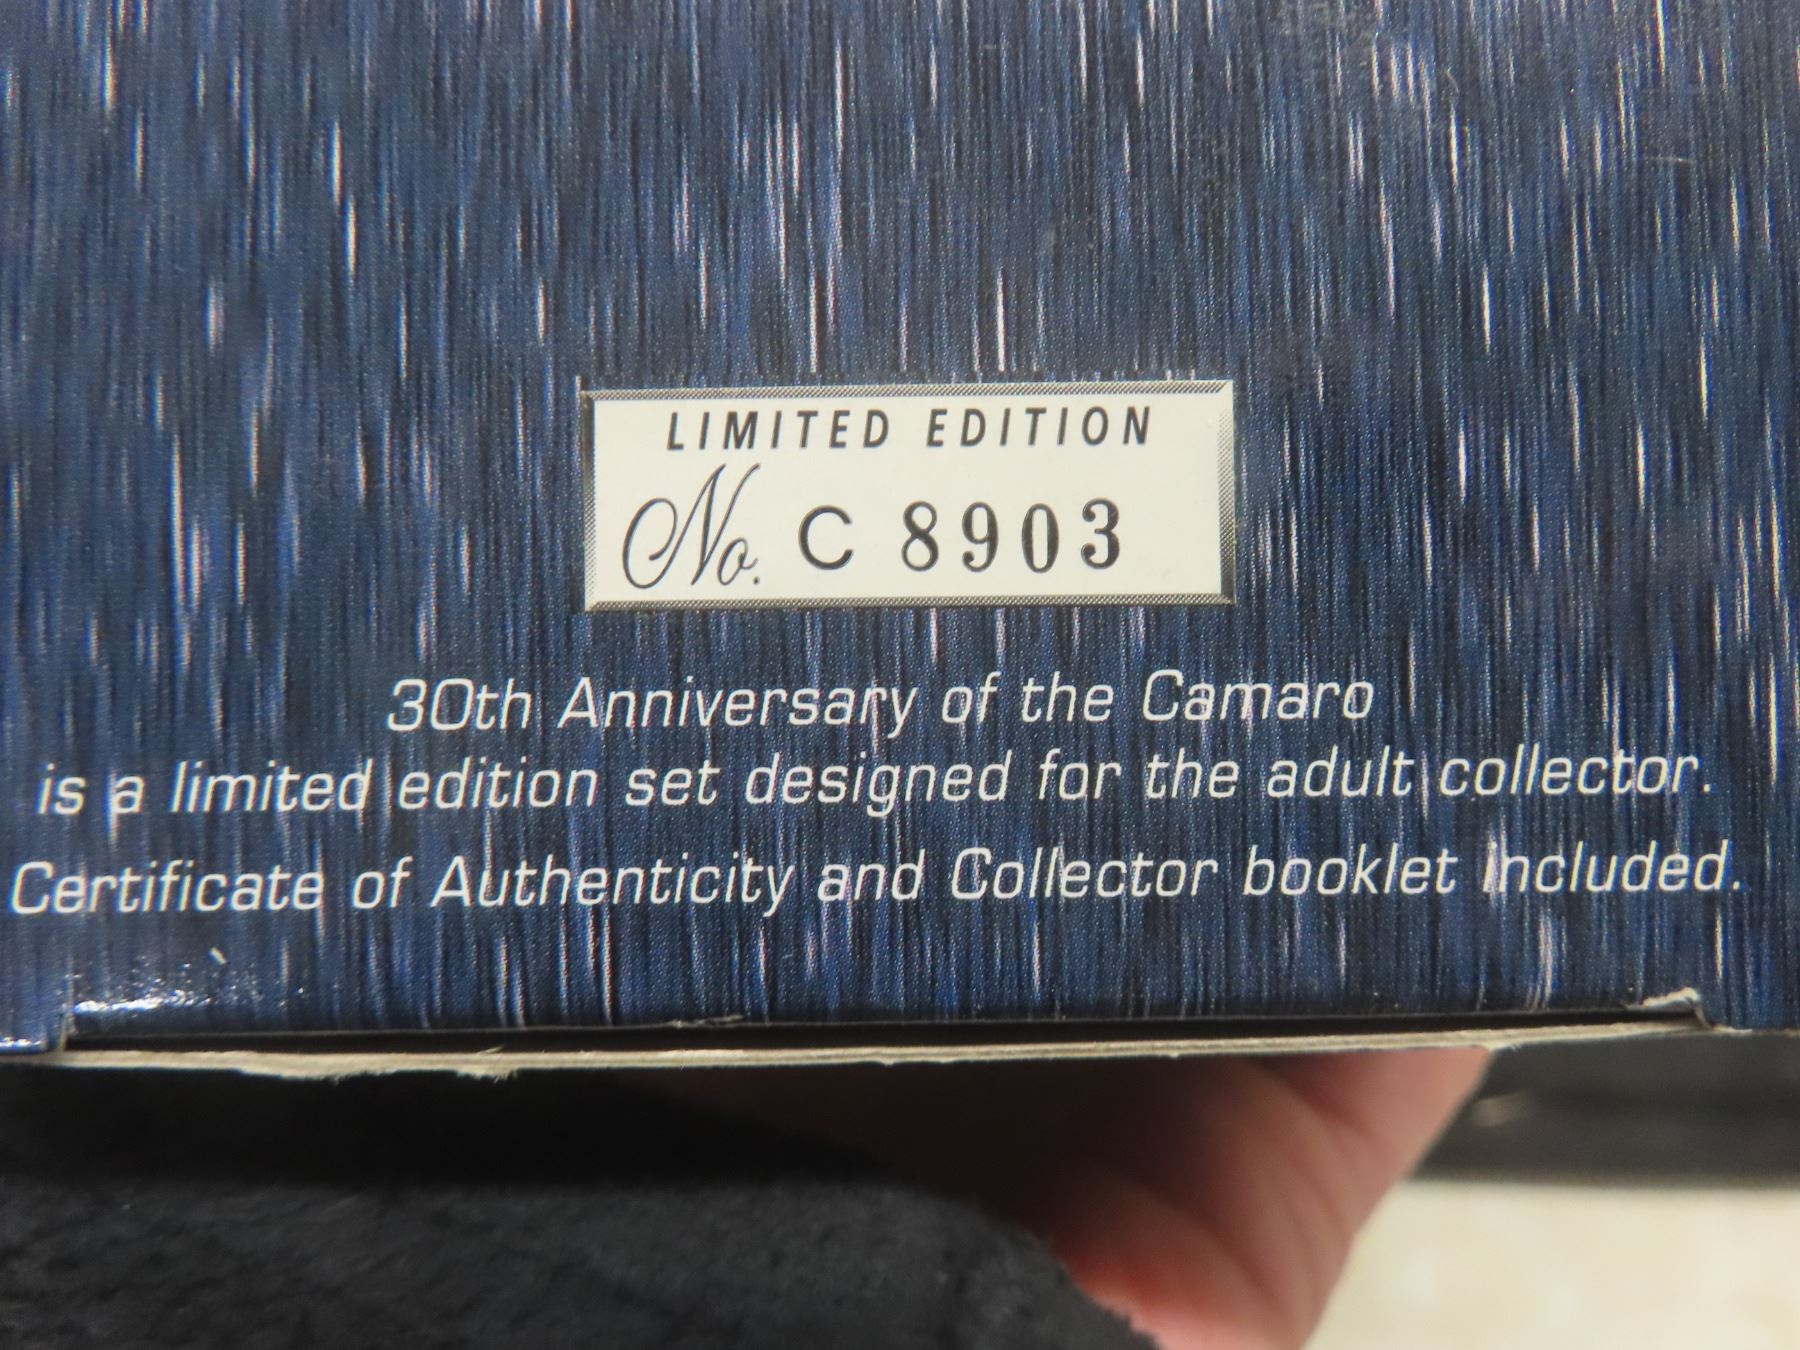 LIMITED EDITION
No. C 8903
30th Anniversary of the Camaro
is a limited edition set designed for the adult collector.
Certificate of Authenticity and Collector booklet included.